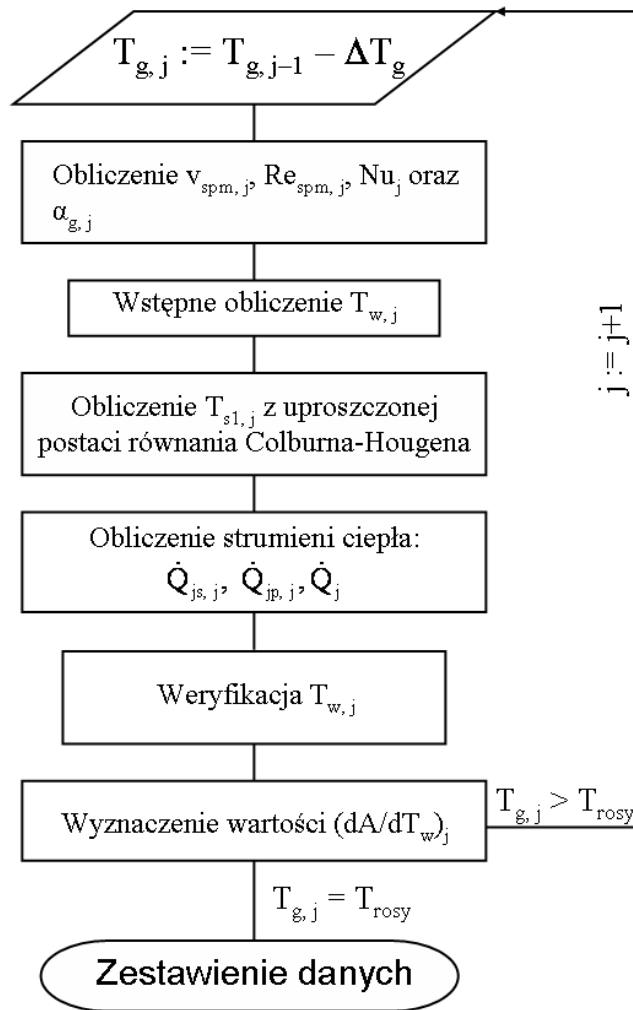 T_g, j := T_g, j–1 – ΔT_g
Obliczenie v_spm, j, Re_spm, j, Nu_j oraz
α_g, j
Wstępne obliczenie T_w, j
Obliczenie T_s1, j z uproszczonej
postaci równania Colburna-Hougena
Obliczenie strumieni ciepła:
Q̇_js, j, Q̇_jp, j, Q̇_j
Weryfikacja T_w, j
Wyznaczenie wartości (dA/dT_w)_j
T_g, j > T_rosy
j := j+1
T_g, j = T_rosy
Zestawienie danych